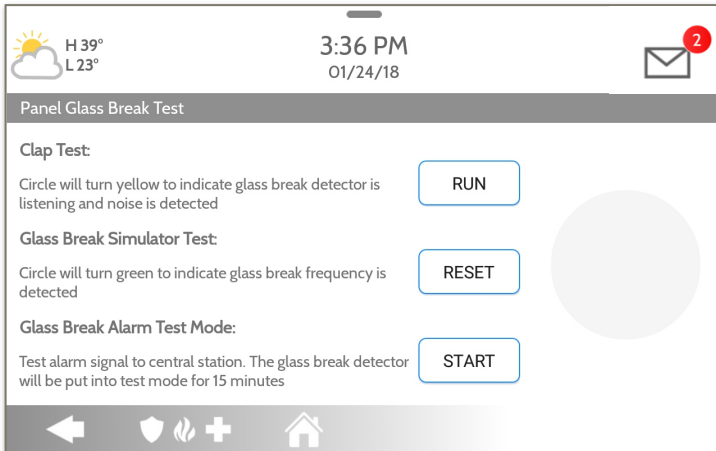 H 39°
L 23°
3:36 PM
01/24/18
2
Panel Glass Break Test
Clap Test:
Circle will turn yellow to indicate glass break detector is
listening and noise is detected
RUN
Glass Break Simulator Test:
Circle will turn green to indicate glass break frequency is
detected
RESET
Glass Break Alarm Test Mode:
Test alarm signal to central station. The glass break detector
will be put into test mode for 15 minutes
START